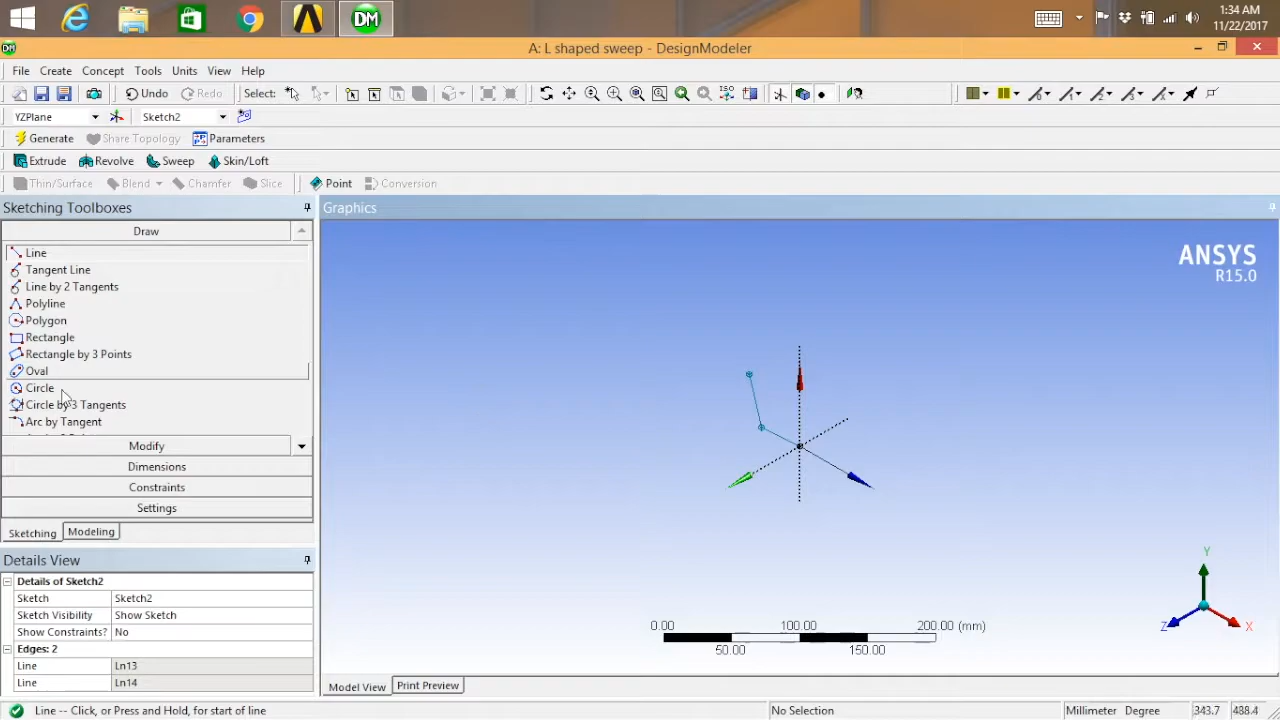 1:34 AM
11/22/2017
DM
A: L shaped sweep - DesignModeler
File Create Concept Tools Units View Help
Undo Redo Select:
YZPlane Sketch2
Generate Share Topology Parameters
Extrude Revolve Sweep Skin/Loft
Thin/Surface Blend Chamfer Slice Point Conversion
Sketching Toolboxes
Draw
Line
Tangent Line
Line by 2 Tangents
Polyline
Polygon
Rectangle
Rectangle by 3 Points
Oval
Circle
Circle by 3 Tangents
Arc by Tangent
Modify
Dimensions
Constraints
Settings
Sketching Modeling
Details View
Details of Sketch2
Sketch Sketch2
Sketch Visibility Show Sketch
Show Constraints? No
Edges: 2
Line Ln13
Line Ln14
Graphics
ANSYS
R15.0
Y
Z X
0.00 100.00 200.00 (mm)
50.00 150.00
Model View Print Preview
Line -- Click, or Press and Hold, for start of line No Selection Millimeter Degree 343.7 488.4